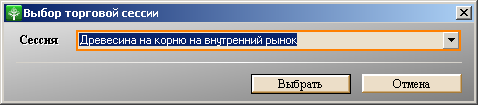 Выбор торговой сессии
Сессия Древесина на корню на внутренний рынок
Выбрать Отмена